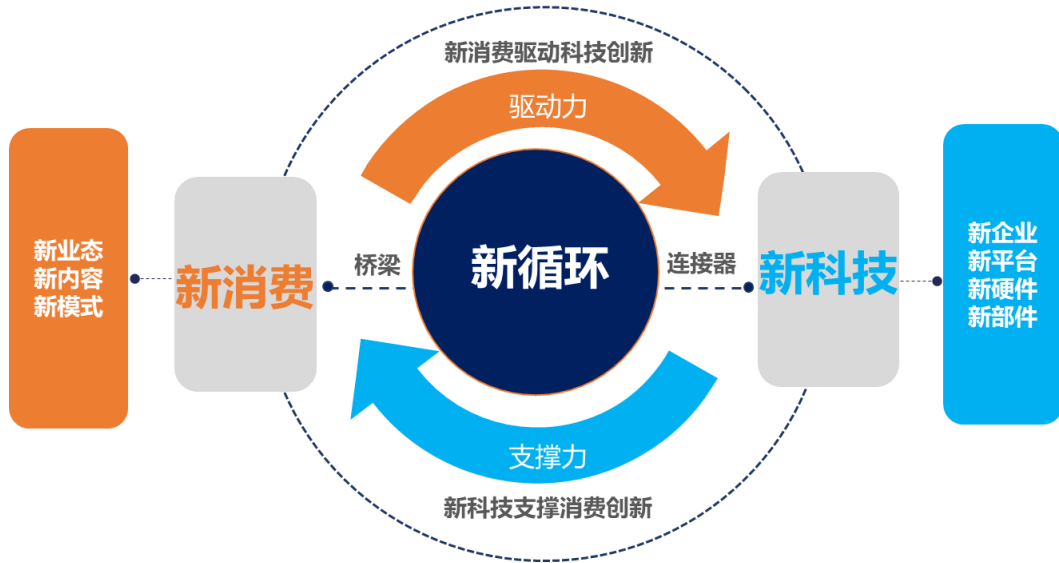 新消费驱动科技创新
驱动力
新业态
新内容
新模式
新消费
桥梁
新循环
连接器
新科技
新企业
新平台
新硬件
新部件
支撑力
新科技支撑消费创新